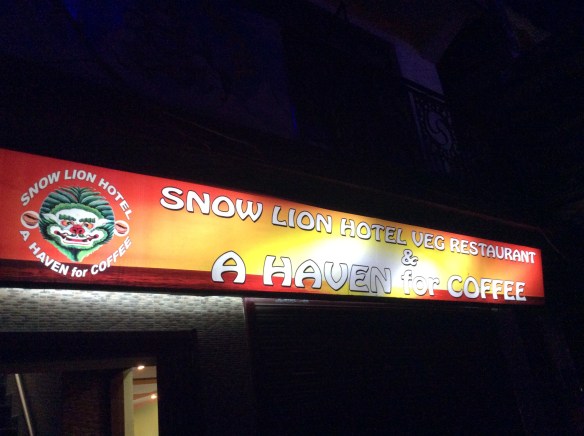 SNOW LION HOTEL
A HAVEN for COFFEE
SNOW LION HOTEL VEG RESTAURANT
&
A HAVEN for COFFEE